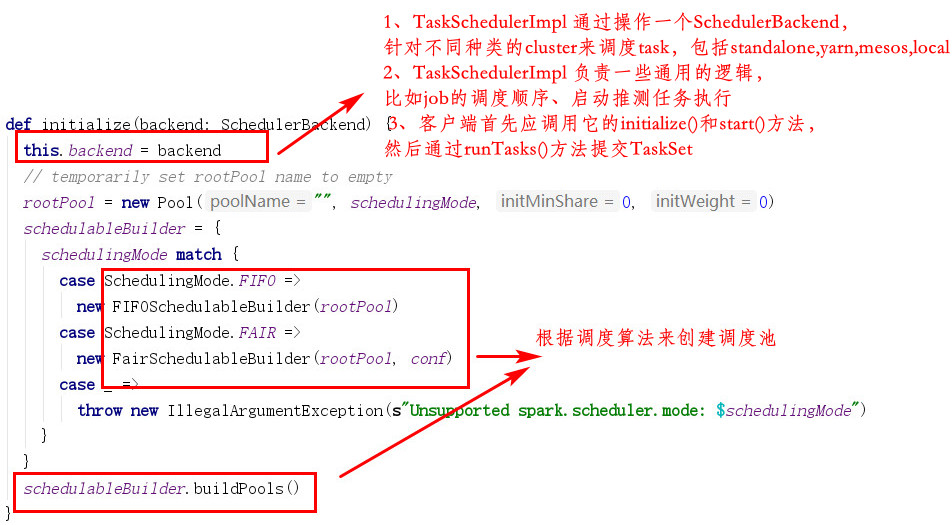 1、TaskSchedulerImpl 通过操作一个SchedulerBackend，
针对不同种类的cluster来调度task，包括standalone,yarn,mesos,local
2、TaskSchedulerImpl 负责一些通用的逻辑，
比如job的调度顺序、启动推测任务执行
3、客户端首先应调用它的initialize()和start()方法，
然后通过runTasks()方法提交TaskSet
def initialize(backend: SchedulerBackend) {
this.backend = backend
// temporarily set rootPool name to empty
rootPool = new Pool( poolName = "", schedulingMode, initMinShare = 0, initWeight = 0)
schedulableBuilder = {
schedulingMode match {
case SchedulingMode.FIFO =>
new FIFOSchedulableBuilder(rootPool)
case SchedulingMode.FAIR =>
new FairSchedulableBuilder(rootPool, conf)
根据调度算法来创建调度池
case _ =>
throw new IllegalArgumentException(s"Unsupported spark.scheduler.mode: $schedulingMode")
}
}
schedulableBuilder.buildPools()
}